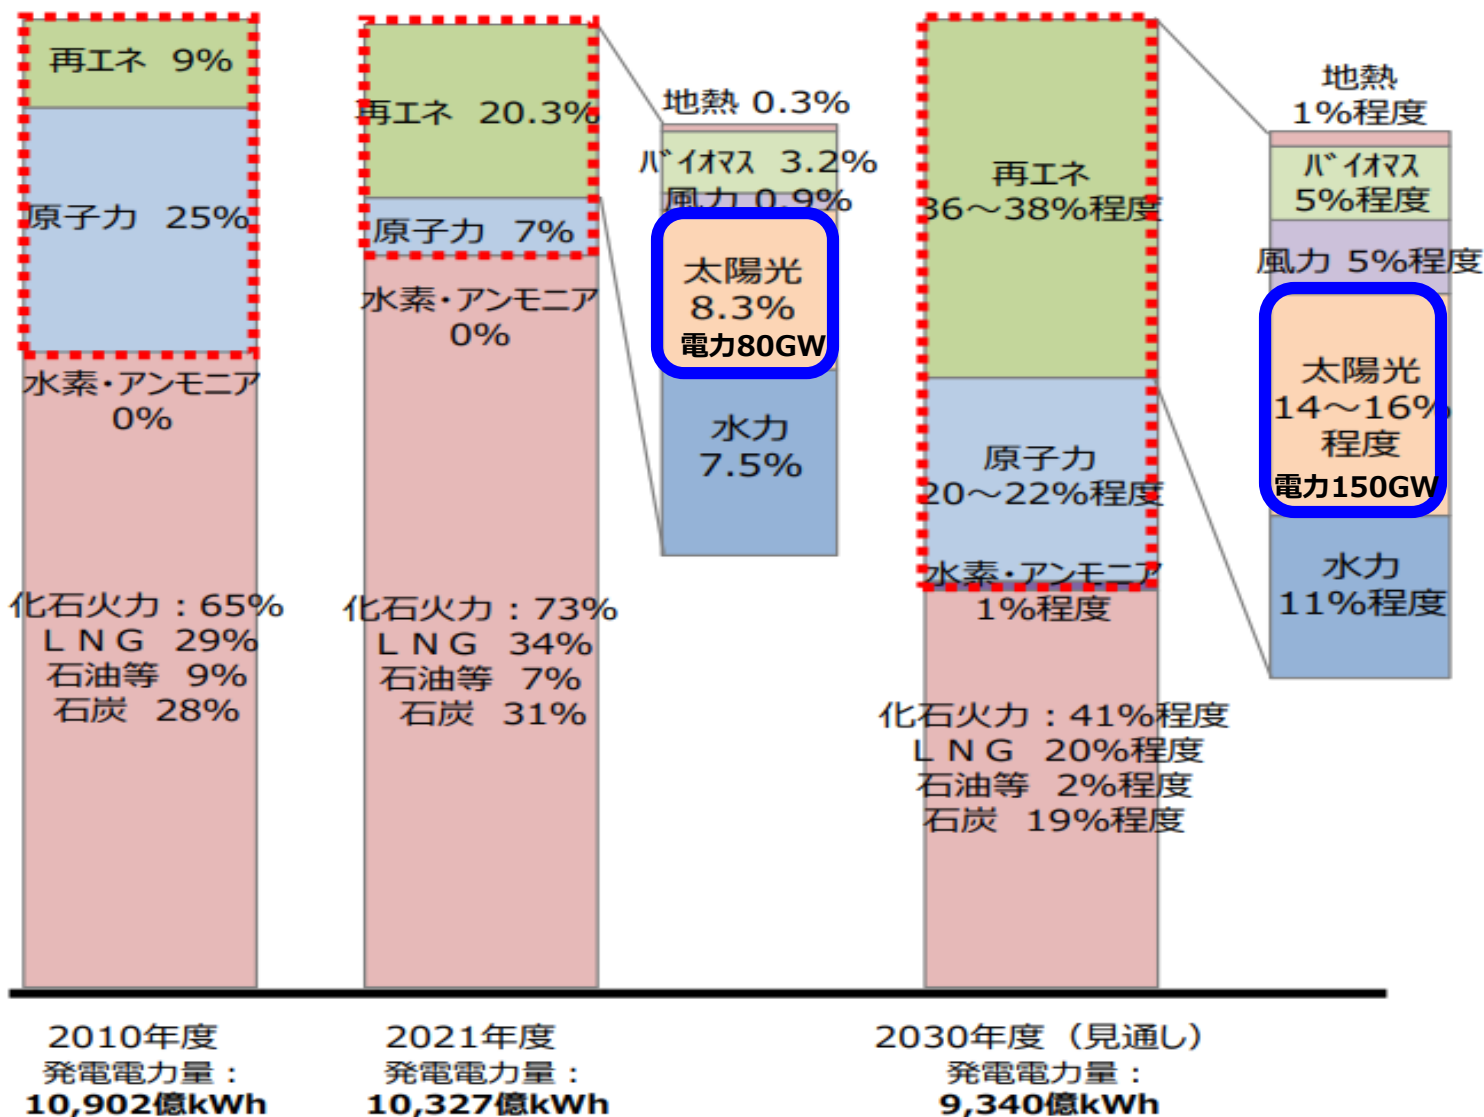 再エネ 9%
原子力 25%
水素・アンモニア
0%
化石火力：65%
ＬＮＧ 29%
石油等 9%
石炭 28%
2010年度
発電電力量：
10,902億kWh
再エネ 20.3%
原子力 7%
水素・アンモニア
0%
化石火力：73%
ＬＮＧ 34%
石油等 7%
石炭 31%
2021年度
発電電力量：
10,327億kWh
地熱 0.3%
ﾊﾞｲｵﾏｽ 3.2%
風力 0.9%
太陽光
8.3%
電力80GW
水力
7.5%
再エネ
36～38%程度
原子力
20～22%程度
水素・アンモニア
1%程度
化石火力：41%程度
ＬＮＧ 20%程度
石油等 2%程度
石炭 19%程度
2030年度（見通し）
発電電力量：
9,340億kWh
地熱
1%程度
ﾊﾞｲｵﾏｽ
5%程度
風力 5%程度
太陽光
14～16%
程度
電力150GW
水力
11%程度